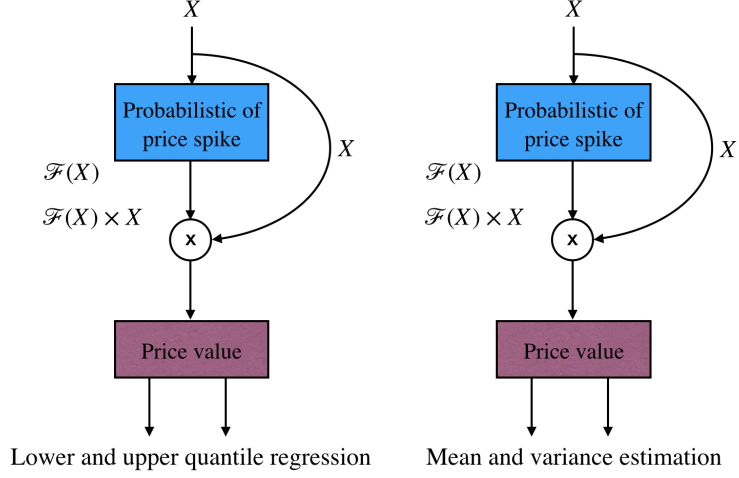 X
Probabilistic of
price spike
X
ℱ(X)
ℱ(X) × X
x
Price value
Lower and upper quantile regression
X
Probabilistic of
price spike
X
ℱ(X)
ℱ(X) × X
x
Price value
Mean and variance estimation